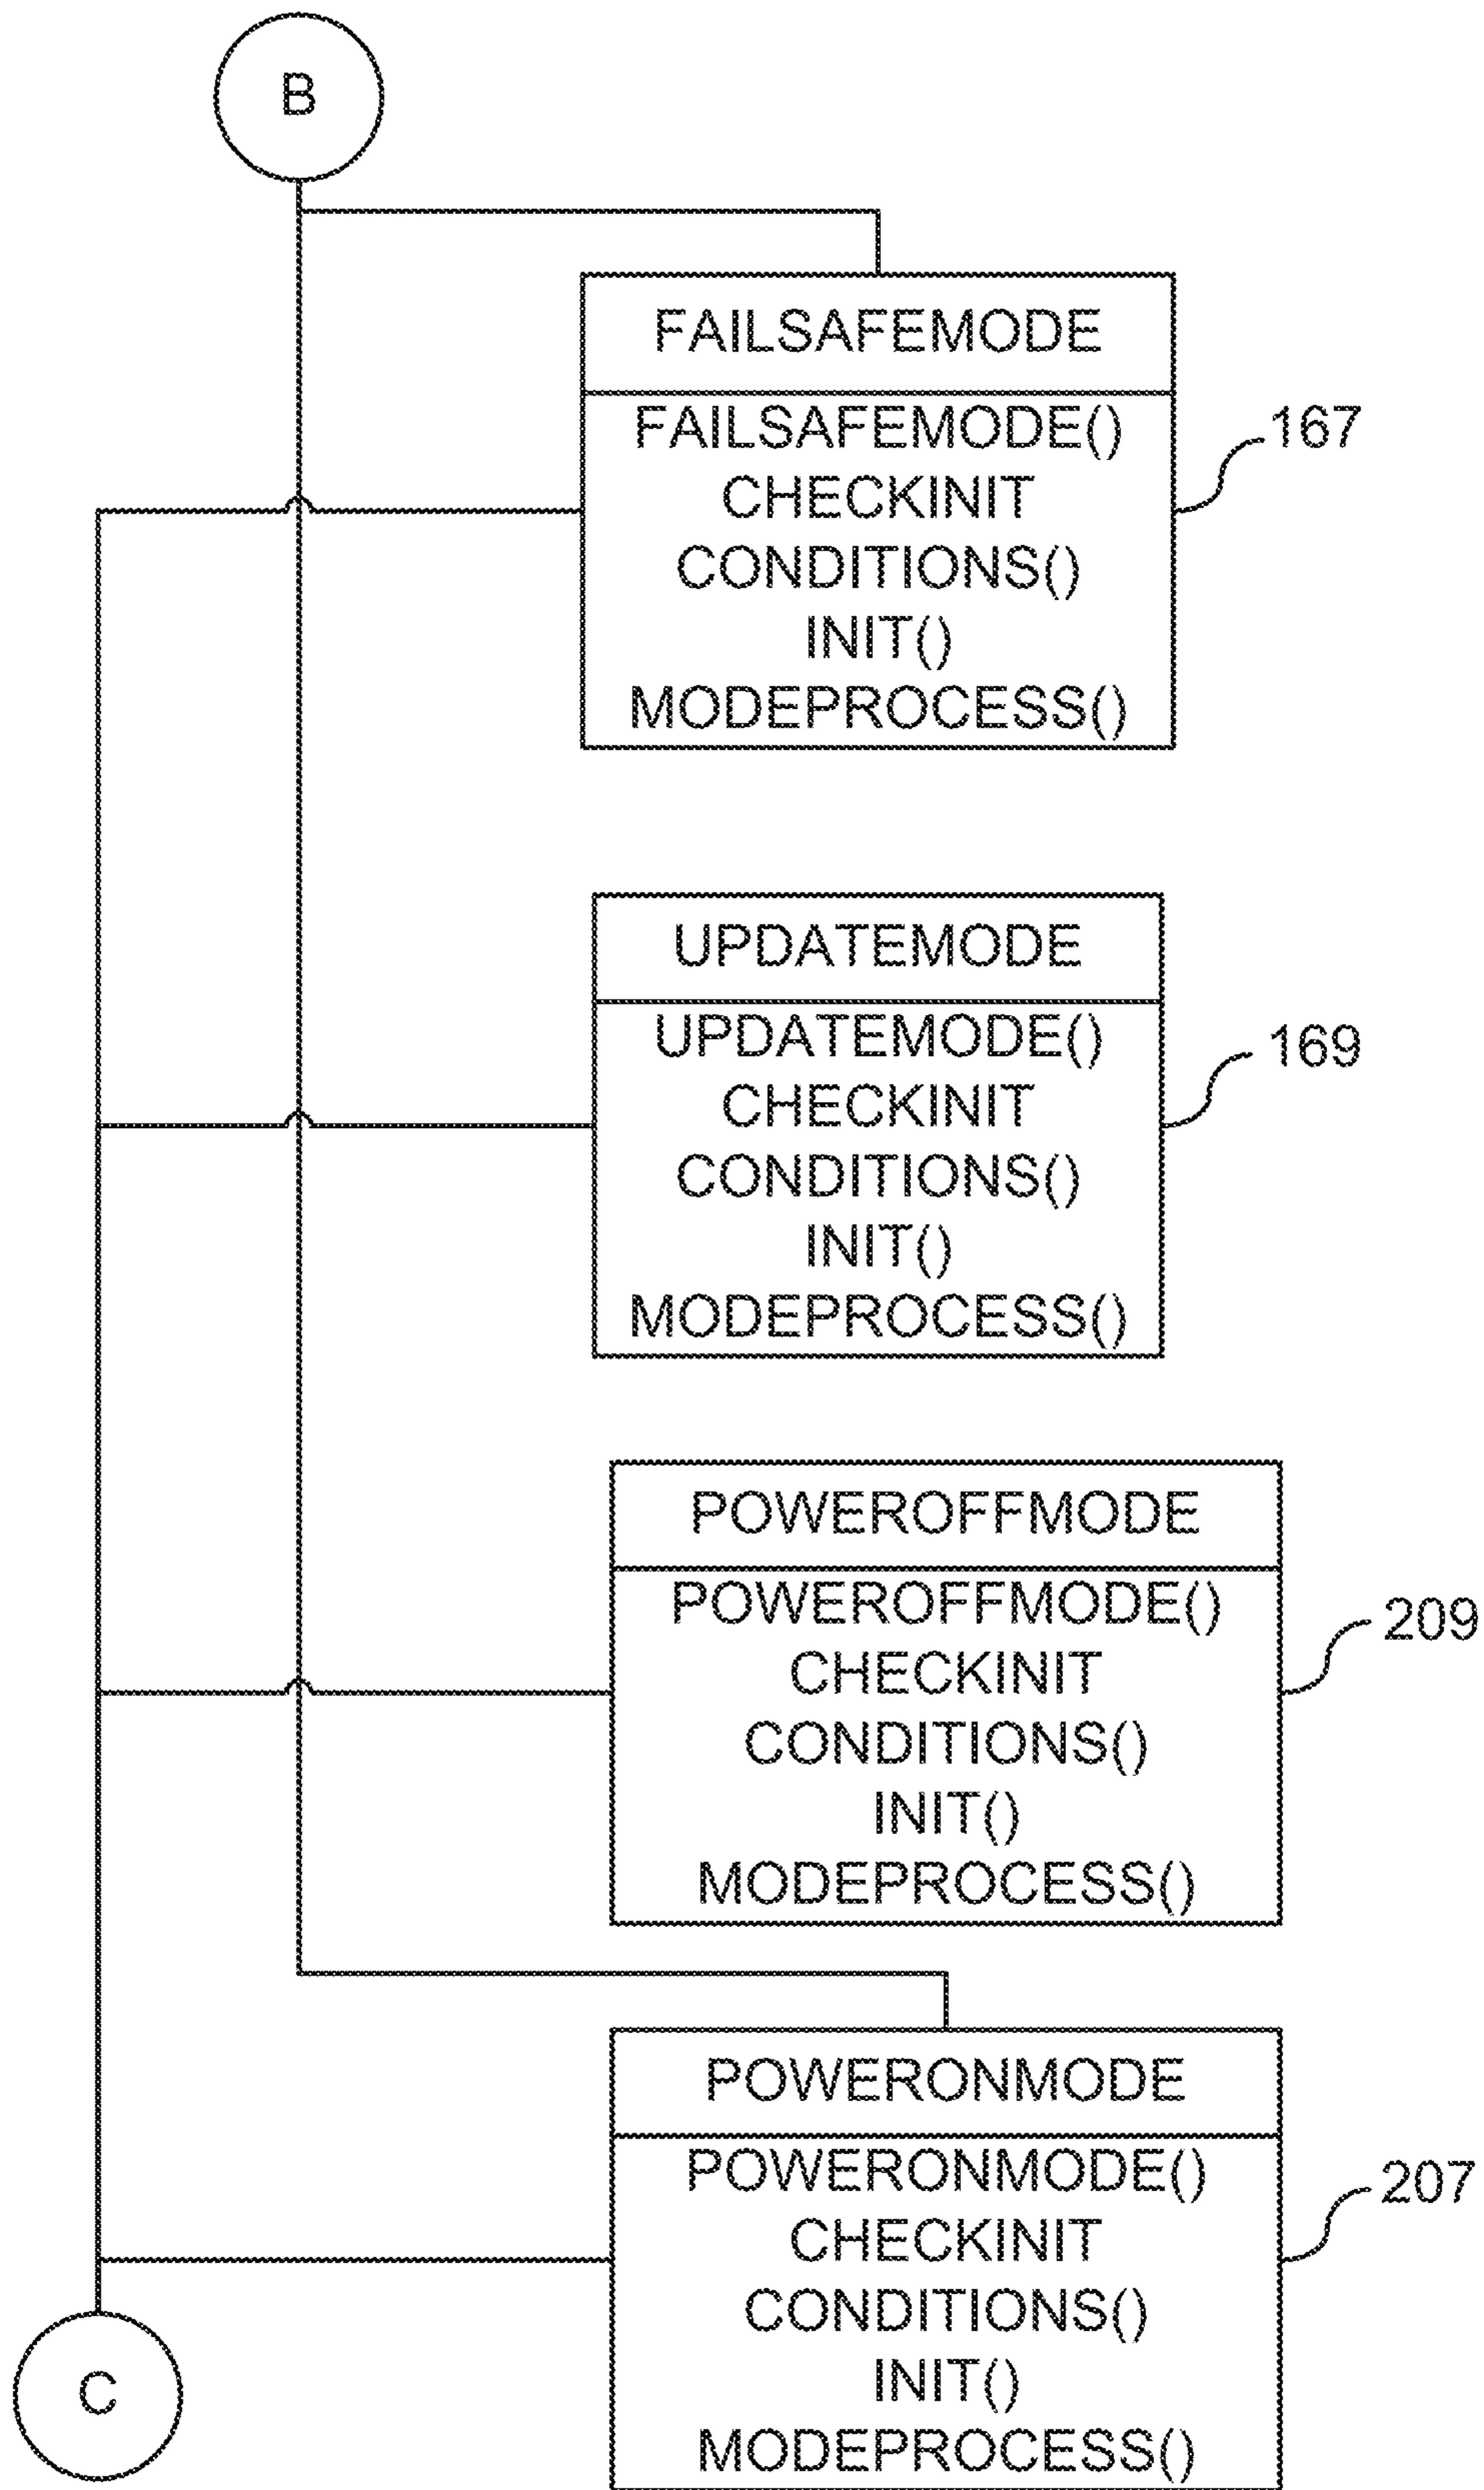 B
FAILSAFEMODE
FAILSAFEMODE()
CHECKINIT
CONDITIONS()
INIT()
MODEPROCESS()
167
UPDATEMODE
UPDATEMODE()
CHECKINIT
CONDITIONS()
INIT()
MODEPROCESS()
169
POWEROFFMODE
POWEROFFMODE()
CHECKINIT
CONDITIONS()
INIT()
MODEPROCESS()
209
POWERONMODE
POWERONMODE()
CHECKINIT
CONDITIONS()
INIT()
MODEPROCESS()
207
C